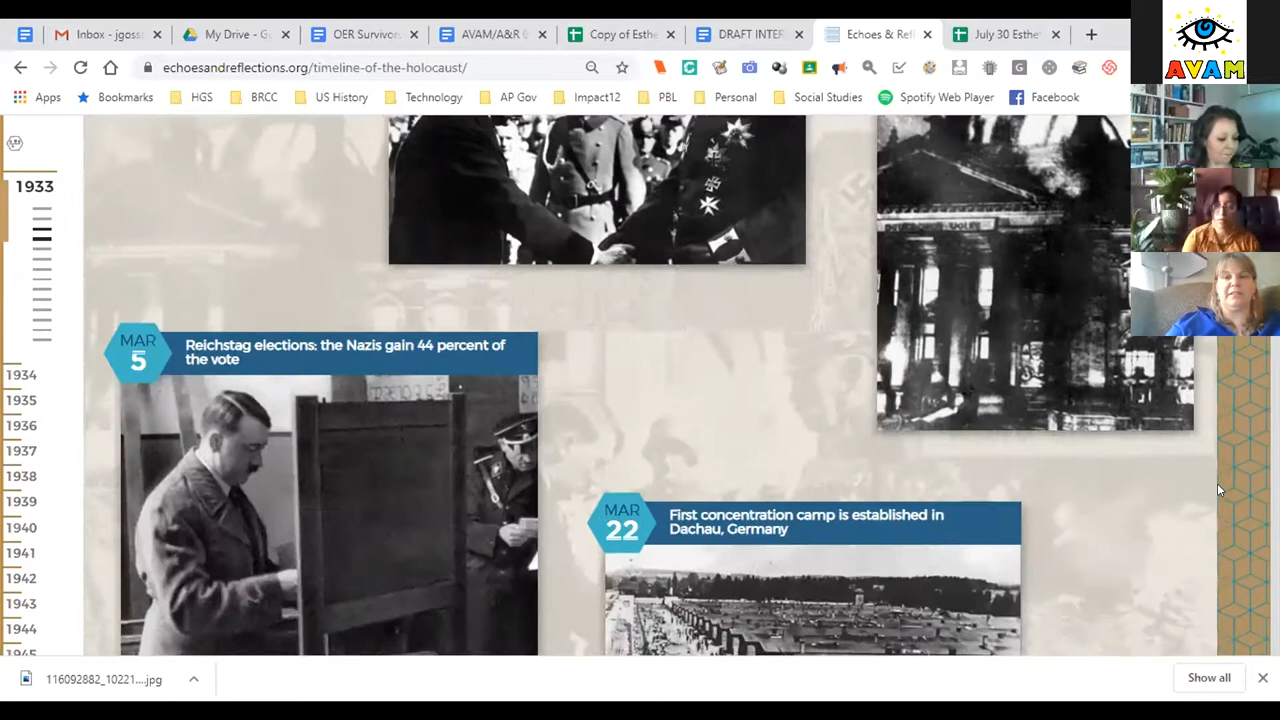 Inbox - jgasa
My Drive - G
OER Survivor
AVAM/A&R
Copy of Esthe
DRAFT INTER
Echoes & Refl
July 30 Esthe
echoesandreflections.org/timeline-of-the-holocaust/
Apps
Bookmarks
HGS
BRCC
US History
Technology
AP Gov
Impact12
PBL
Personal
Social Studies
Spotify Web Player
Facebook
AVAM
1933
1934
1935
1936
1937
1938
1939
1940
1941
1942
1943
1944
1945
MAR
5
Reichstag elections: the Nazis gain 44 percent of
the vote
MAR
22
First concentration camp is established in
Dachau, Germany
116092882_10221....jpg
Show all